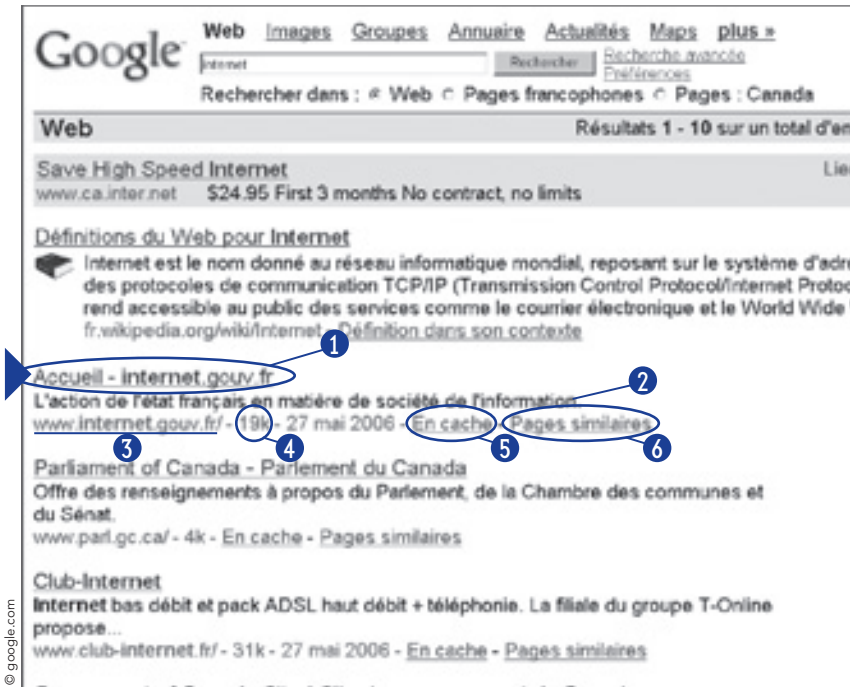 Google
Web Images Groupes Annuaire Actualités Maps plus »
internet Rechercher Recherche avancée
Préférences
Rechercher dans : Web Pages francophones Pages : Canada
Web Résultats 1 - 10 sur un total d'en
Save High Speed Internet Lie
www.ca.inter.net $24.95 First 3 months No contract, no limits
Définitions du Web pour Internet
Internet est le nom donné au réseau informatique mondial, reposant sur le système d'adre
des protocoles de communication TCP/IP (Transmission Control Protocol/Internet Protoc
rend accessible au public des services comme le courrier électronique et le World Wide
fr.wikipedia.org/wiki/Internet - Définition dans son contexte
1
Accueil - internet.gouv.fr
2
L'action de l'état français en matière de société de l'information.
www.internet.gouv.fr/ - 19k - 27 mai 2006 - En cache - Pages similaires
3 4 5 6
Parliament of Canada - Parlement du Canada
Offre des renseignements à propos du Parlement, de la Chambre des communes et
du Sénat.
www.parl.gc.ca/ - 4k - En cache - Pages similaires
Club-Internet
Internet bas débit et pack ADSL haut débit + téléphonie. La filiale du groupe T-Online
propose...
www.club-internet.fr/ - 31k - 27 mai 2006 - En cache - Pages similaires
© google.com